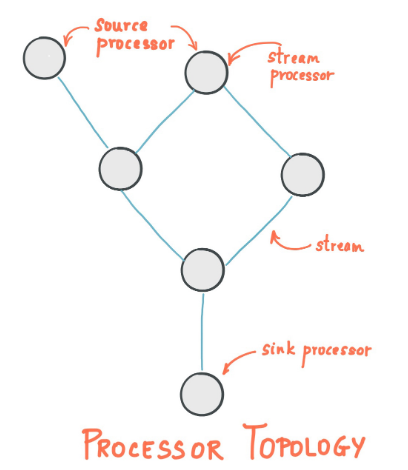 source
processor
stream
processor
stream
sink processor
PROCESSOR TOPOLOGY